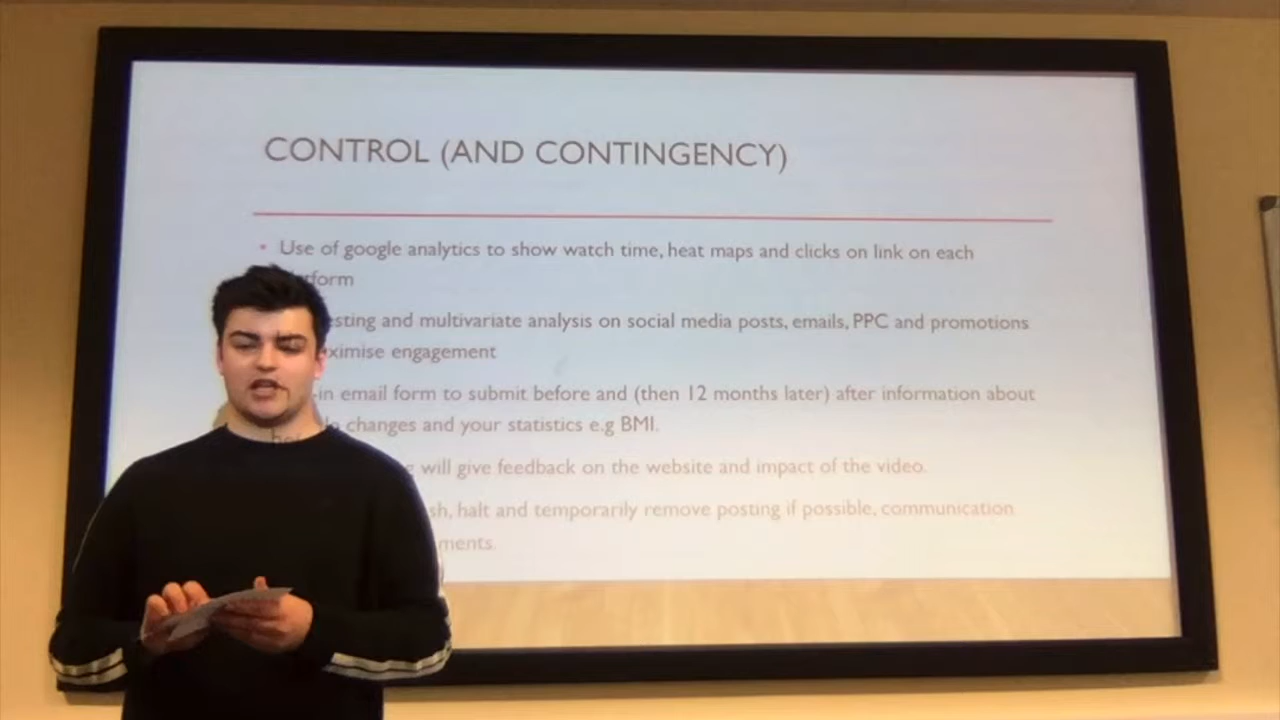 CONTROL (AND CONTINGENCY)
• Use of google analytics to show watch time, heat maps and clicks on link on each
tform
esting and multivariate analysis on social media posts, emails, PPC and promotions
ximise engagement
-in email form to submit before and (then 12 months later) after information about
changes and your statistics e.g BMI.
will give feedback on the website and impact of the video.
sh, halt and temporarily remove posting if possible, communication
ments.